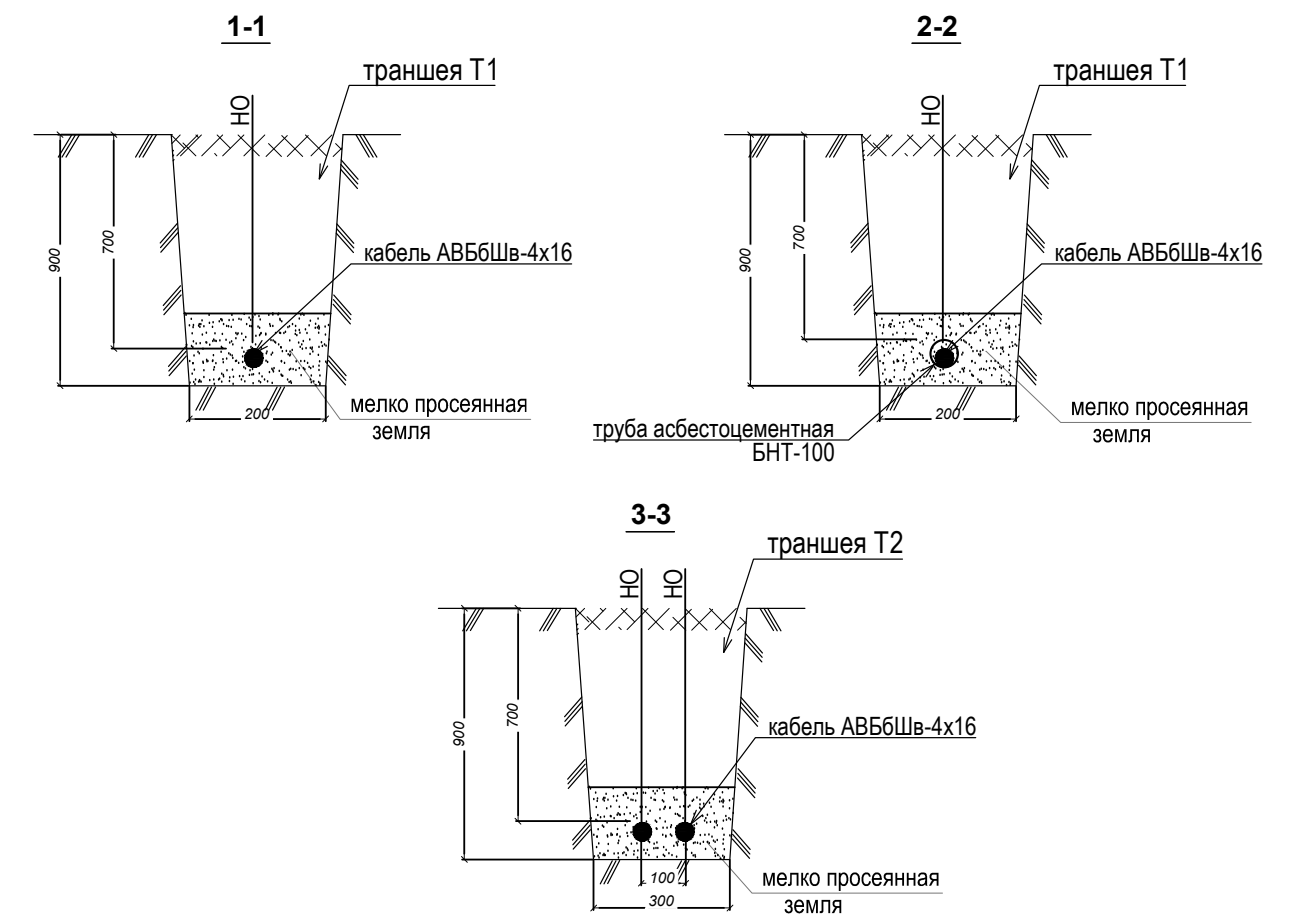 1-1
траншея Т1
НО
900
700
кабель АВБбШв-4х16
200
мелко просеянная
земля
2-2
траншея Т1
НО
900
700
кабель АВБбШв-4х16
200
мелко просеянная
земля
труба асбестоцементная
БНТ-100
3-3
траншея Т2
НО
НО
900
700
кабель АВБбШв-4х16
100
300
мелко просеянная
земля